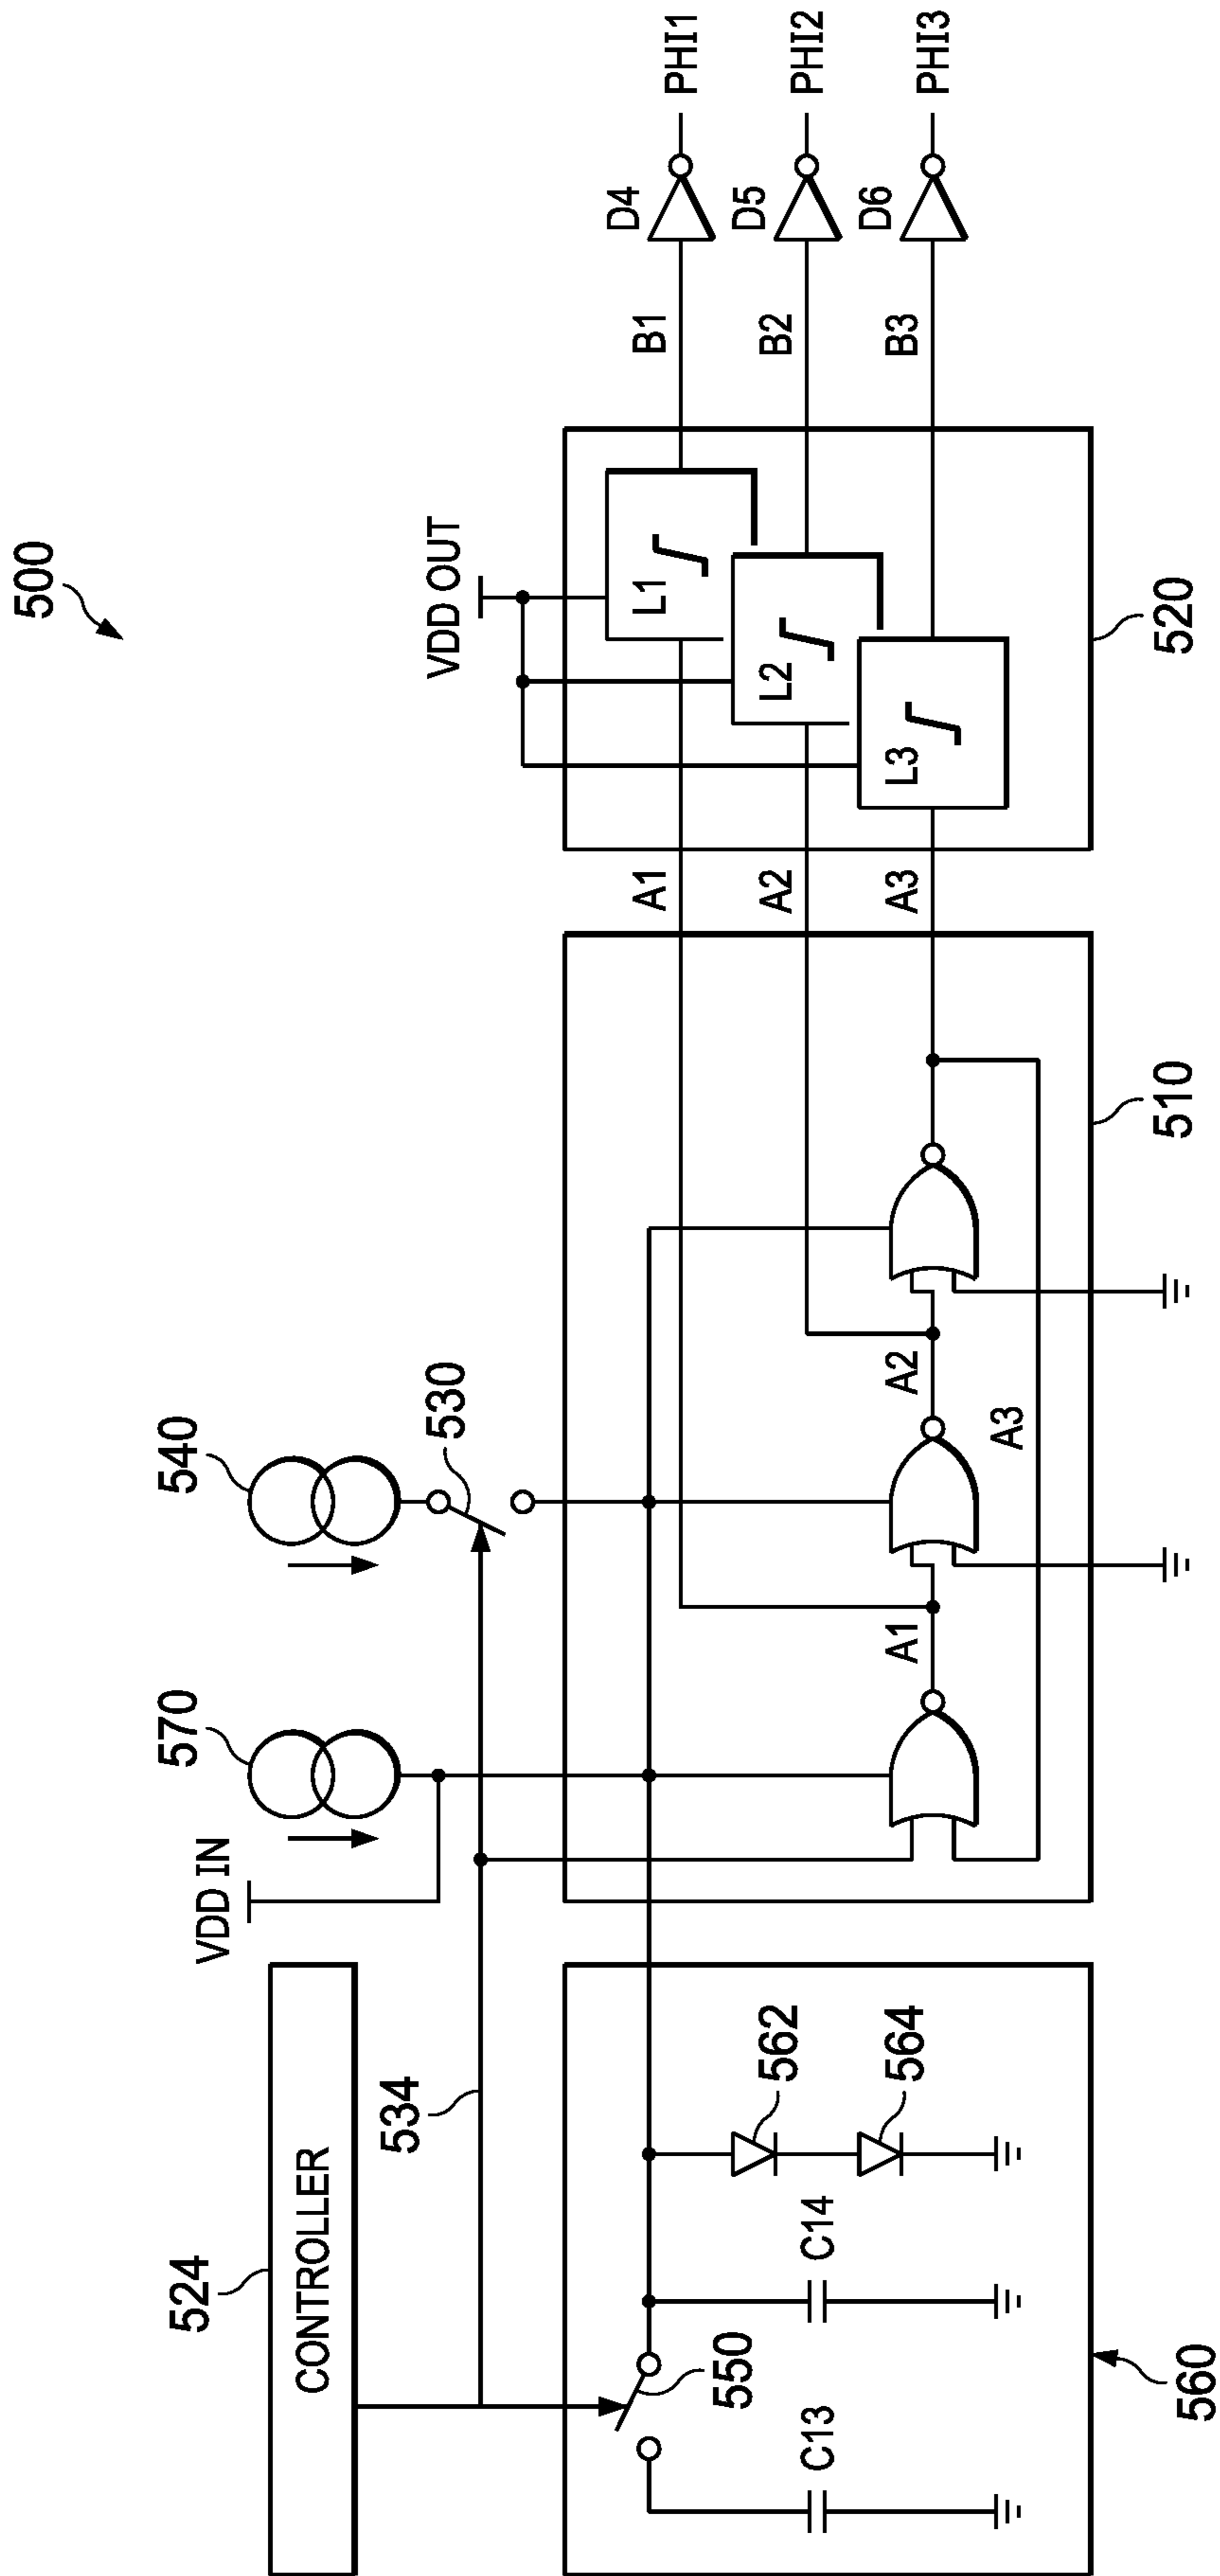 500
524
CONTROLLER
534
VDD IN
570
540
530
VDD OUT
L1
L2
L3
A1
A2
A3
B1
B2
B3
D4
D5
D6
PHI1
PHI2
PHI3
A1
A2
A3
550
C13
C14
562
564
560
510
520